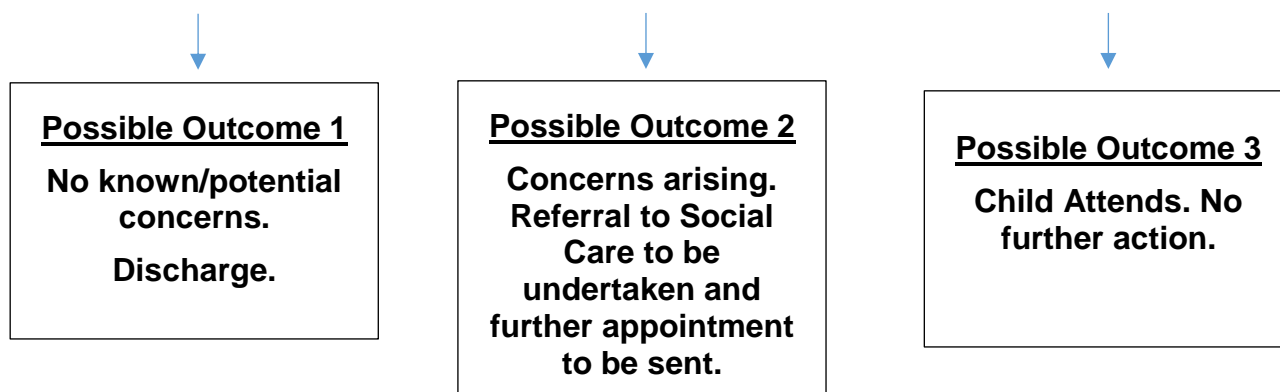 Possible Outcome 1
No known/potential
concerns.
Discharge.
Possible Outcome 2
Concerns arising.
Referral to Social
Care to be
undertaken and
further appointment
to be sent.
Possible Outcome 3
Child Attends. No
further action.